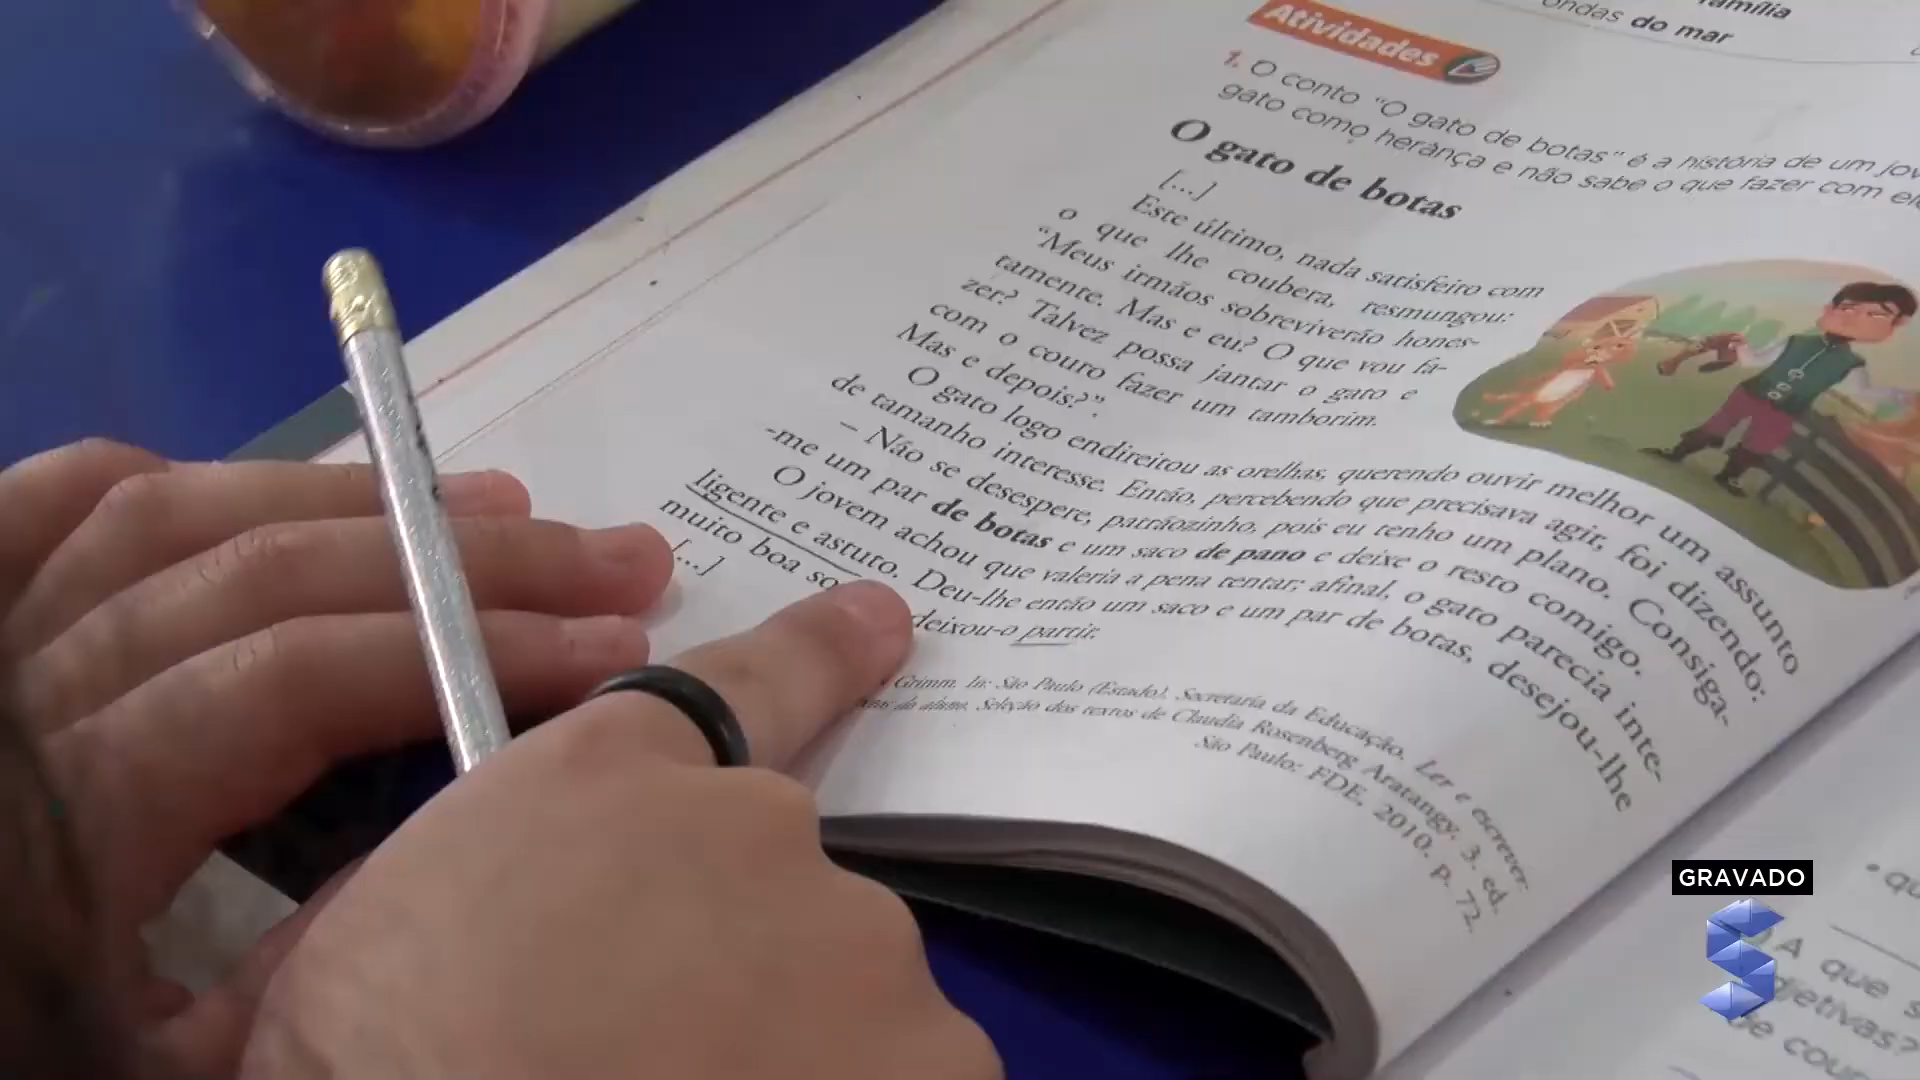 família
ondas do mar
Atividades
1. O conto "O gato de botas" é a história de um jov
gato como herança e não sabe o que fazer com ele
O gato de botas
[...]
Este último, nada satisfeito com
o que lhe coubera, resmungou:
"Meus irmãos sobreviverão hones-
tamente. Mas e eu? O que vou fa-
zer? Talvez possa jantar o gato e
com o couro fazer um tamborim.
Mas e depois?".
O gato logo endireitou as orelhas, querendo ouvir melhor um assunto
de tamanho interesse. Então, percebendo que precisava agir, foi dizendo:
– Não se desespere, patrãozinho, pois eu tenho um plano. Consiga-
-me um par de botas e um saco de pano e deixe o resto comigo.
O jovem achou que valeria a pena tentar; afinal, o gato parecia inte-
ligente e astuto. Deu-lhe então um saco e um par de botas, desejou-lhe
muito boa so deixou-o partir.
[...]
Grimm. In: São Paulo (Estado). Secretaria da Educação. Ler e escrever:
do aluno. Seleção dos textos de Claudia Rosenberg Aratangy. 3. ed.
São Paulo: FDE, 2010. p. 72.
• qu
A que s
djetivas?
de cour
GRAVADO